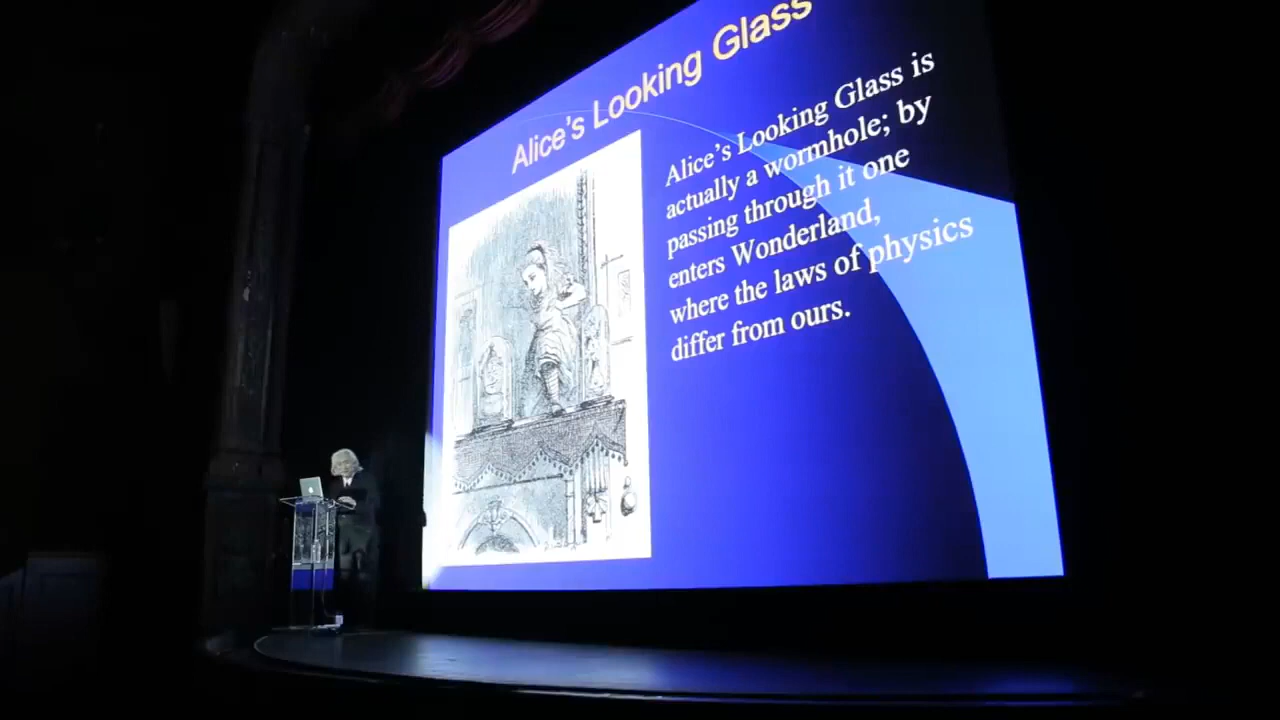 Alice's Looking Glass
Alice's Looking Glass is
actually a wormhole; by
passing through it one
enters Wonderland,
where the laws of physics
differ from ours.